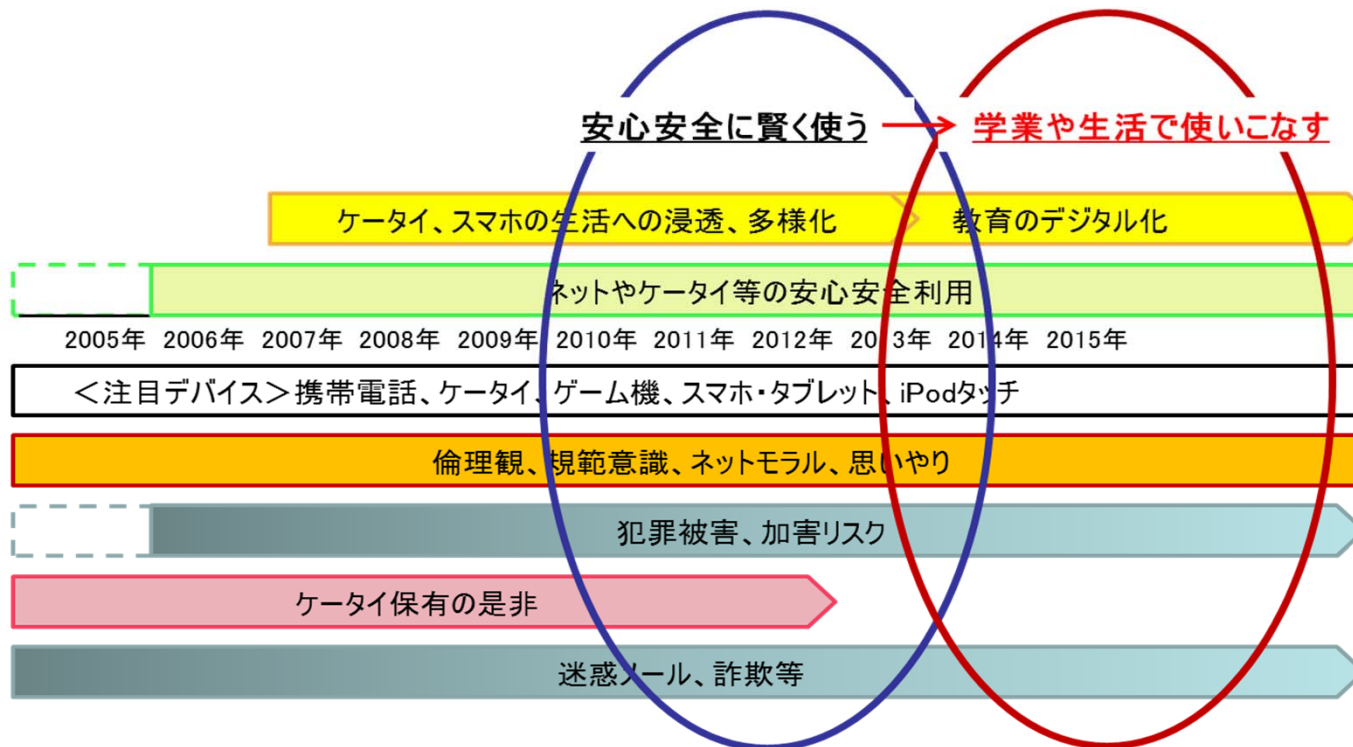 安心安全に賢く使う → 学業や生活で使いこなす
ケータイ、スマホの生活への浸透、多様化 教育のデジタル化
ネットやケータイ等の安心安全利用
2005年 2006年 2007年 2008年 2009年 2010年 2011年 2012年 2013年 2014年 2015年
＜注目デバイス＞携帯電話、ケータイ、ゲーム機、スマホ・タブレット、iPodタッチ
倫理観、規範意識、ネットモラル、思いやり
犯罪被害、加害リスク
ケータイ保有の是非
迷惑メール、詐欺等